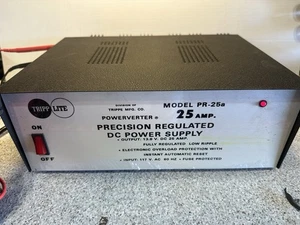 TRIPP LITE
DIVISION OF
TRIPPE MFG. CO.
MODEL PR-25a
POWERVERTER ®
25 AMP.
PRECISION REGULATED
DC POWER SUPPLY
• OUTPUT: 13.8 V. DC 25 AMP.
FULLY REGULATED LOW RIPPLE
• ELECTRONIC OVERLOAD PROTECTION WITH
INSTANT AUTOMATIC RESET
• INPUT: 117 V. AC 60 HZ • FUSE PROTECTED
ON
OFF